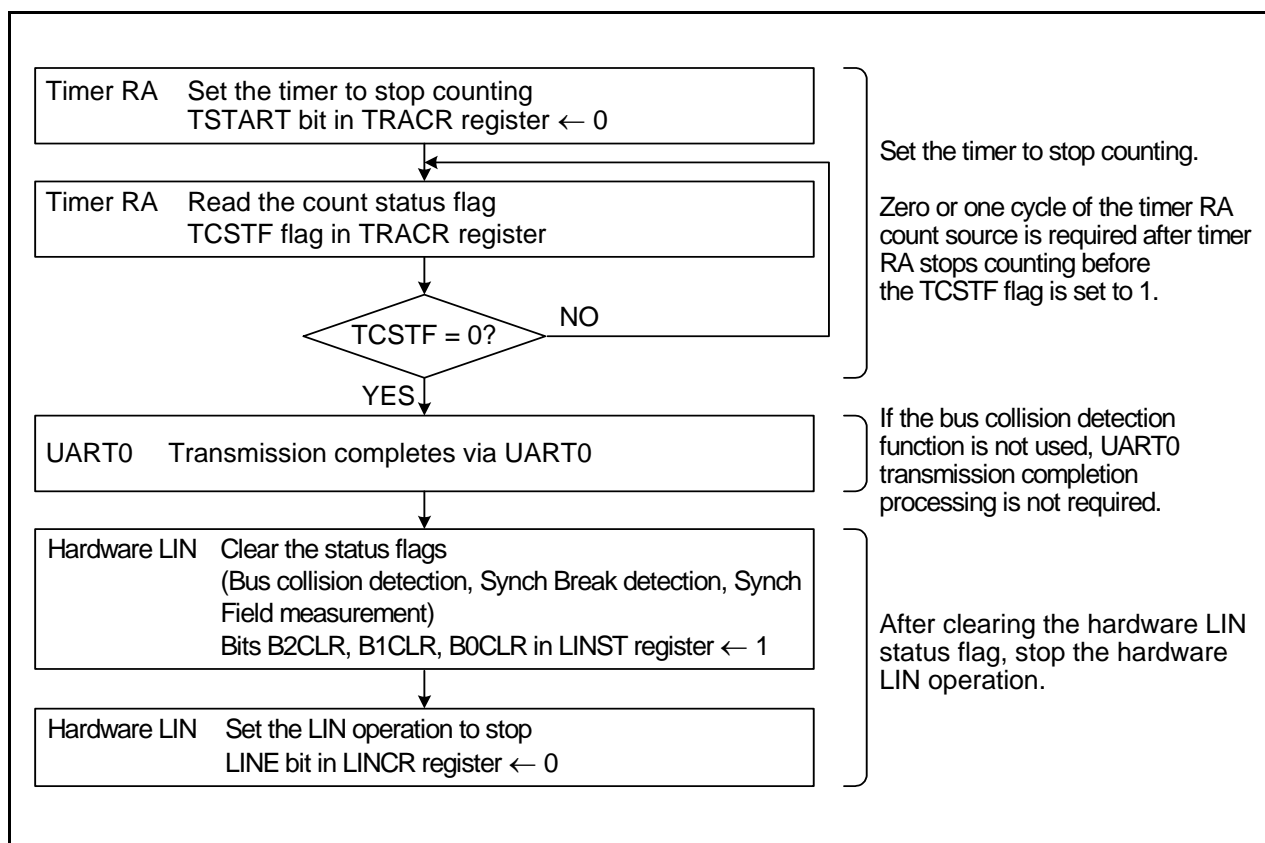 Timer RA Set the timer to stop counting
TSTART bit in TRACR register ← 0
Timer RA Read the count status flag
TCSTF flag in TRACR register
TCSTF = 0?
NO
YES
Set the timer to stop counting.
Zero or one cycle of the timer RA
count source is required after timer
RA stops counting before
the TCSTF flag is set to 1.
UART0 Transmission completes via UART0
If the bus collision detection
function is not used, UART0
transmission completion
processing is not required.
Hardware LIN Clear the status flags
(Bus collision detection, Synch Break detection, Synch
Field measurement)
Bits B2CLR, B1CLR, B0CLR in LINST register ← 1
Hardware LIN Set the LIN operation to stop
LINE bit in LINCR register ← 0
After clearing the hardware LIN
status flag, stop the hardware
LIN operation.